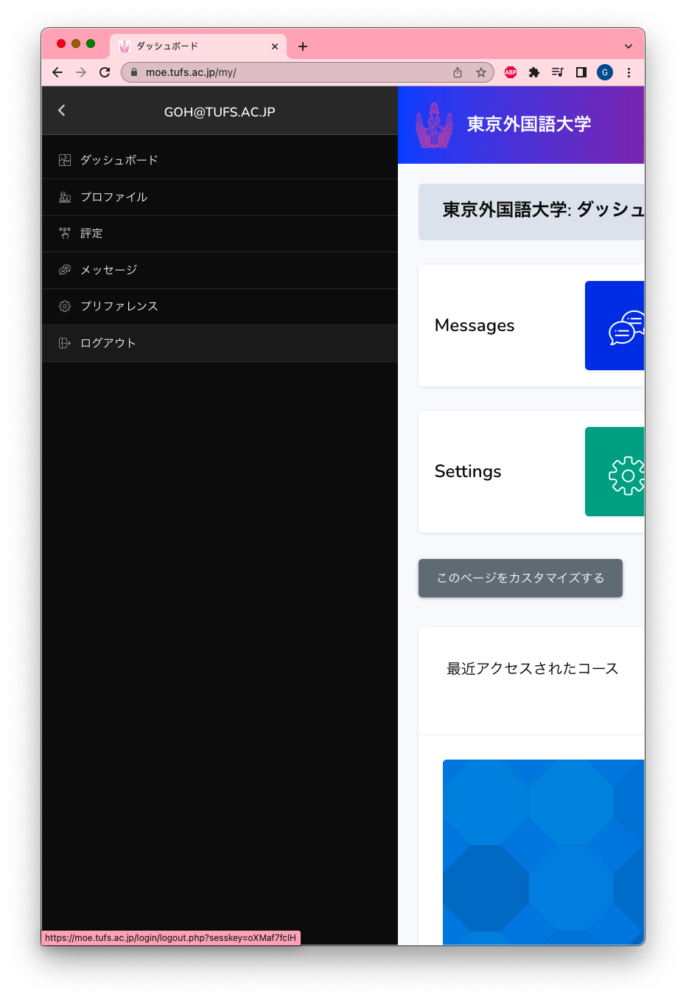 ダッシュボード
moe.tufs.ac.jp/my/
ABP
G
GOH@TUFS.AC.JP
東京外国語大学
ダッシュボード
プロファイル
評定
メッセージ
プリファレンス
ログアウト
東京外国語大学: ダッシュ
Messages
Settings
このページをカスタマイズする
最近アクセスされたコース
https://moe.tufs.ac.jp/login/logout.php?sesskey=oXMaf7fclH